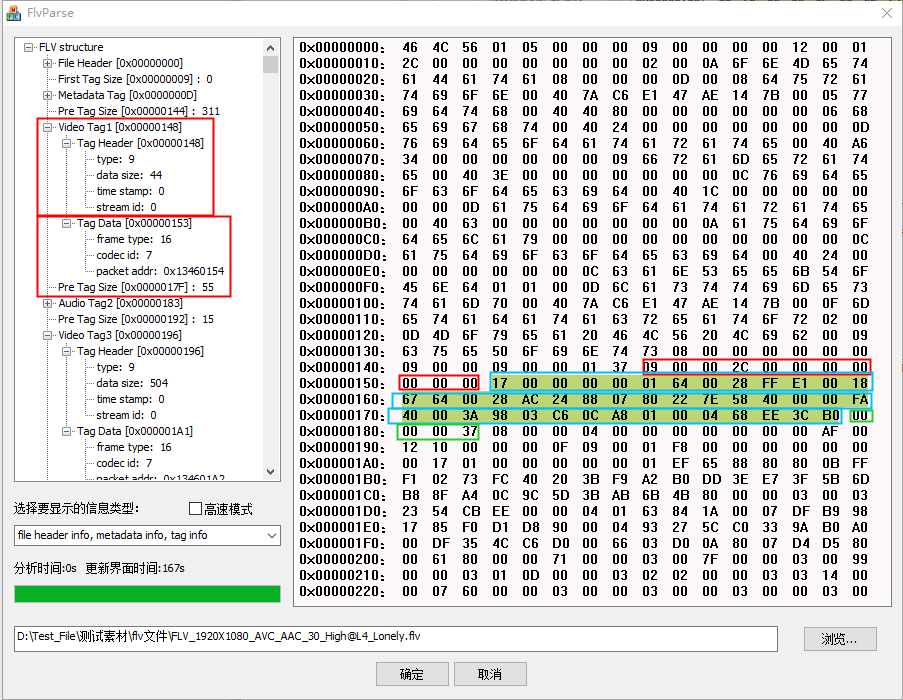 FlvParse
FLV structure
File Header [0x00000000]
First Tag Size [0x00000009] : 0
Metadata Tag [0x0000000D]
Pre Tag Size [0x00000144] : 311
Video Tag1 [0x00000148]
Tag Header [0x00000148]
type: 9
data size: 44
time stamp: 0
stream id: 0
Tag Data [0x00000153]
frame type: 16
codec id: 7
packet addr: 0x13460154
Pre Tag Size [0x0000017F] : 55
Audio Tag2 [0x00000183]
Pre Tag Size [0x00000192] : 15
Video Tag3 [0x00000196]
Tag Header [0x00000196]
type: 9
data size: 504
time stamp: 0
stream id: 0
Tag Data [0x000001A1]
frame type: 16
codec id: 7
packet addr: 0x134601A2
选择要显示的信息类型:
高速模式
file header info, metadata info, tag info
分析时间:0s 更新界面时间:167s
0x00000000: 46 4C 56 01 05 00 00 00 09 00 00 00 00 12 00 01
0x00000010: 2C 00 00 00 00 00 00 00 02 00 0A 6F 6E 4D 65 74
0x00000020: 61 44 61 74 61 08 00 00 00 0D 00 08 64 75 72 61
0x00000030: 74 69 6F 6E 00 40 7A C6 E1 47 AE 14 7B 00 05 77
0x00000040: 69 64 74 68 00 40 40 80 00 00 00 00 00 00 06 68
0x00000050: 65 69 67 68 74 00 40 24 00 00 00 00 00 00 00 0D
0x00000060: 76 69 64 65 6F 64 61 74 61 72 61 74 65 00 40 A6
0x00000070: 34 00 00 00 00 00 00 09 66 72 61 6D 65 72 61 74
0x00000080: 65 00 40 3E 00 00 00 00 00 00 00 0C 76 69 64 65
0x00000090: 6F 63 6F 64 65 63 69 64 00 40 1C 00 00 00 00 00
0x000000A0: 00 00 0D 61 75 64 69 6F 64 61 74 61 72 61 74 65
0x000000B0: 00 40 63 00 00 00 00 00 00 00 0A 61 75 64 69 6F
0x000000C0: 64 65 6C 61 79 00 00 00 00 00 00 00 00 00 00 0C
0x000000D0: 61 75 64 69 6F 63 6F 64 65 63 69 64 00 40 24 00
0x000000E0: 00 00 00 00 00 00 0C 63 61 6E 53 65 65 6B 54 6F
0x000000F0: 45 6E 64 01 01 00 0D 6C 61 73 74 74 69 6D 65 73
0x00000100: 74 61 6D 70 00 40 7A C6 E1 47 AE 14 7B 00 0F 6D
0x00000110: 65 74 61 64 61 74 61 63 72 65 61 74 6F 72 02 00
0x00000120: 0D 4D 6F 79 65 61 20 46 4C 56 20 4C 69 62 00 09
0x00000130: 63 75 65 50 6F 69 6E 74 73 08 00 00 00 00 00 00
0x00000140: 09 00 00 09 00 00 01 37 09 00 00 2C 00 00 00 00
0x00000150: 00 00 00 17 00 00 00 00 01 64 00 28 FF E1 00 18
0x00000160: 67 64 00 28 AC 24 88 07 80 22 7E 58 40 00 00 FA
0x00000170: 40 00 3A 98 03 C6 0C A8 01 00 04 68 EE 3C B0 00
0x00000180: 00 00 37 08 00 00 04 00 00 00 00 00 00 00 AF 00
0x00000190: 12 10 00 00 00 0F 09 00 01 F8 00 00 00 00 00 00
0x000001A0: 00 17 01 00 00 00 00 00 01 EF 65 88 80 80 0B FF
0x000001B0: F1 02 73 FC 40 20 3B F9 A2 B0 DD 3E E7 3F 5B 6D
0x000001C0: B8 8F A4 0C 9C 5D 3B AB 6B 4B 80 00 00 03 00 03
0x000001D0: 23 54 CB EE 00 00 04 01 63 84 1A 00 07 DF B9 98
0x000001E0: 17 85 F0 D1 D8 90 00 04 93 27 5C C0 33 9A B0 A0
0x000001F0: 00 DF 35 4C C6 D0 00 66 03 D0 0A 80 07 D4 D5 80
0x00000200: 00 61 80 00 00 71 00 00 03 00 7F 00 00 03 00 99
0x00000210: 00 00 03 01 0D 00 00 03 02 02 00 00 03 03 14 00
0x00000220: 00 07 60 00 00 03 00 03 00 00 03 00 03 00 03 00
D:\Test_File\测试素材\flv文件\FLV_1920X1080_AVC_AAC_30_High@L4_Lonely.flv
浏览...
确定
取消